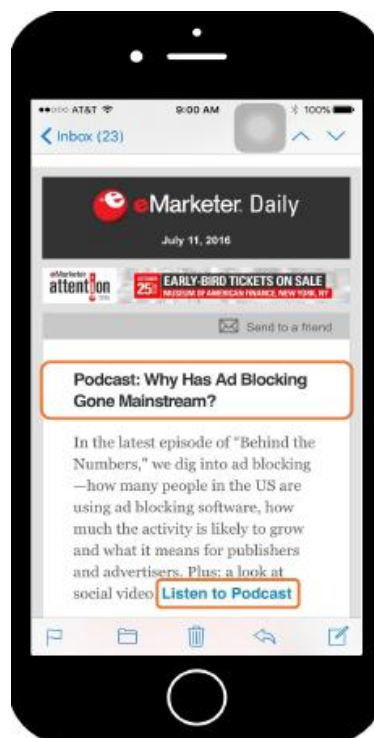 AT&T 9:00 AM 100%
Inbox (23)
eMarketer. Daily
July 11, 2016
eMarketer
attention OCTOBER 25 EARLY-BIRD TICKETS ON SALE
MUSEUM OF AMERICAN FINANCE, NEW YORK, NY
Send to a friend
Podcast: Why Has Ad Blocking
Gone Mainstream?
In the latest episode of “Behind the
Numbers,” we dig into ad blocking
—how many people in the US are
using ad blocking software, how
much the activity is likely to grow
and what it means for publishers
and advertisers. Plus: a look at
social video. Listen to Podcast